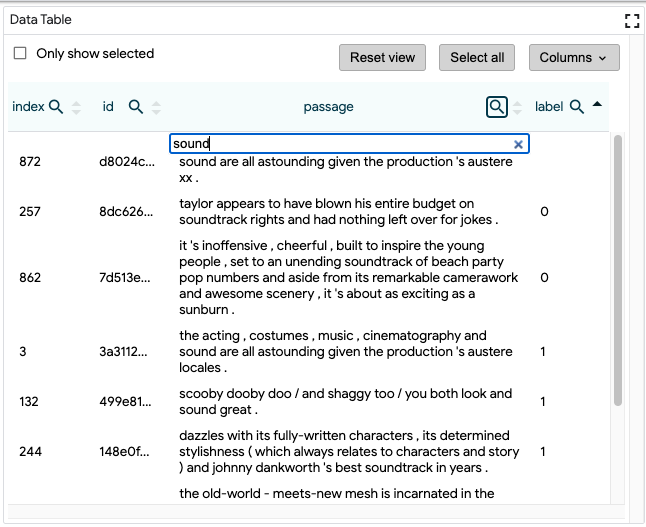 Data Table
Only show selected
Reset view
Select all
Columns
index id passage label
sound
872 d8024c... sound are all astounding given the production 's austere
xx .
257 8dc626... taylor appears to have blown his entire budget on 0
soundtrack rights and had nothing left over for jokes .
it 's inoffensive , cheerful , built to inspire the young
people , set to an unending soundtrack of beach party
862 7d513e... pop numbers and aside from its remarkable camerawork 0
and awesome scenery , it 's about as exciting as a
sunburn .
the acting , costumes , music , cinematography and
3 3a3112... sound are all astounding given the production 's austere 1
locales .
132 499e81... scooby dooby doo / and shaggy too / you both look and 1
sound great .
dazzles with its fully-written characters , its determined
244 148e0f... stylishness ( which always relates to characters and story 1
) and johnny dankworth 's best soundtrack in years .
the old-world - meets-new mesh is incarnated in the